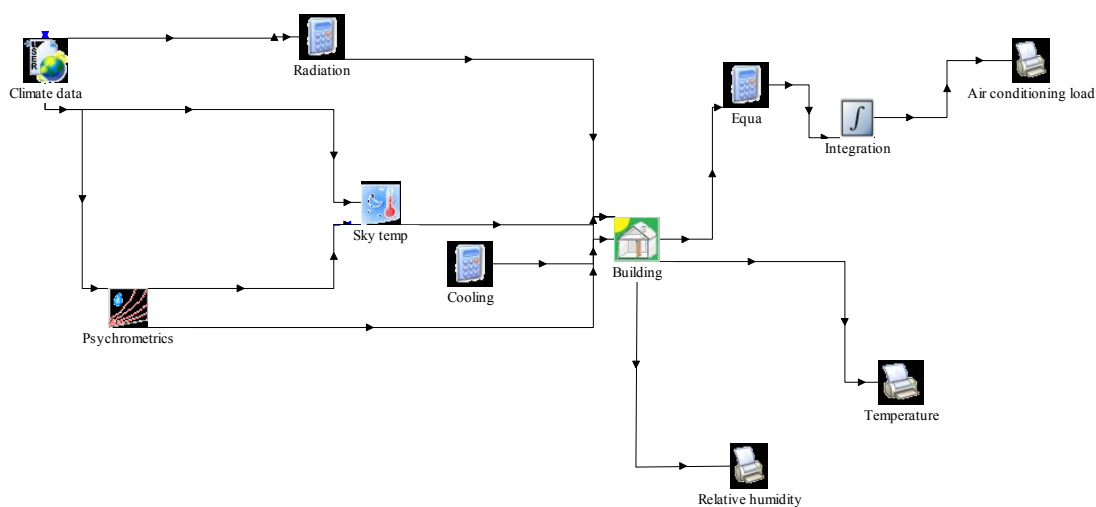 Radiation
Climate data
Air conditioning load
Equa
Integration
Sky temp
Building
Cooling
Psychrometrics
Temperature
Relative humidity